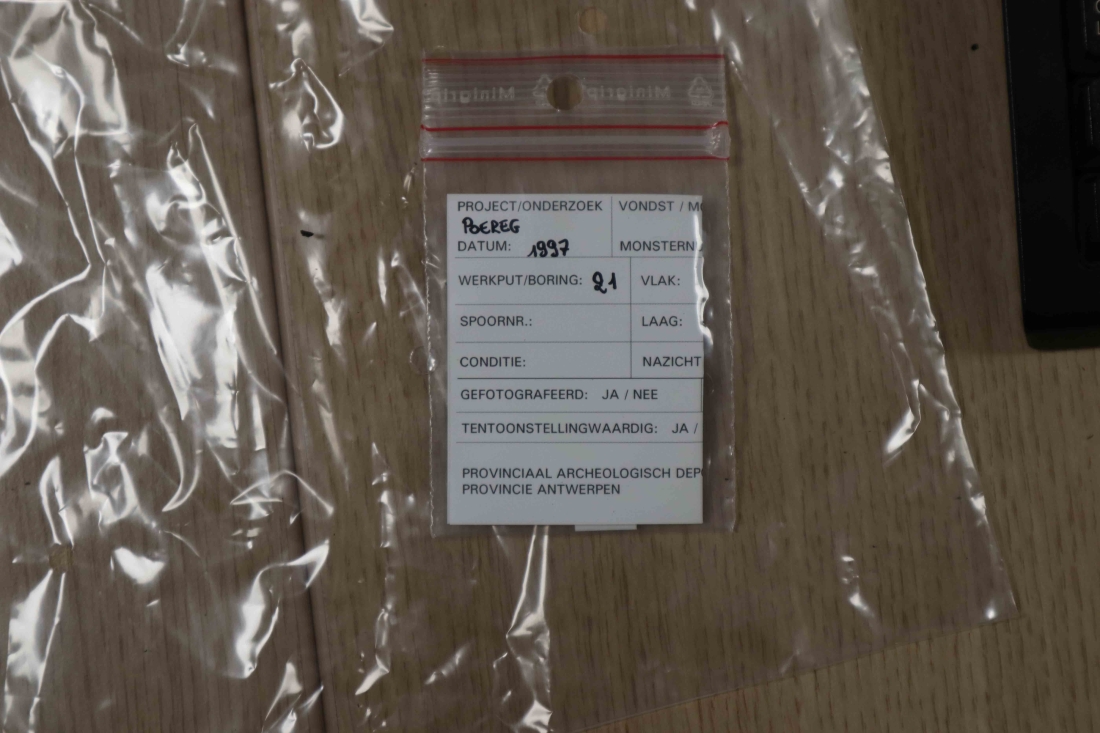 Minigrip Minigrip
PROJECT/ONDERZOEK VONDST / M
POEREG
DATUM: 1997 MONSTERN
WERKPUT/BORING: 21 VLAK:
SPOORNR.: LAAG:
CONDITIE: NAZICHT
GEFOTOGRAFEERD: JA / NEE
TENTOONSTELLINGWAARDIG: JA /
PROVINCIAAL ARCHEOLOGISCH DEP
PROVINCIE ANTWERPEN